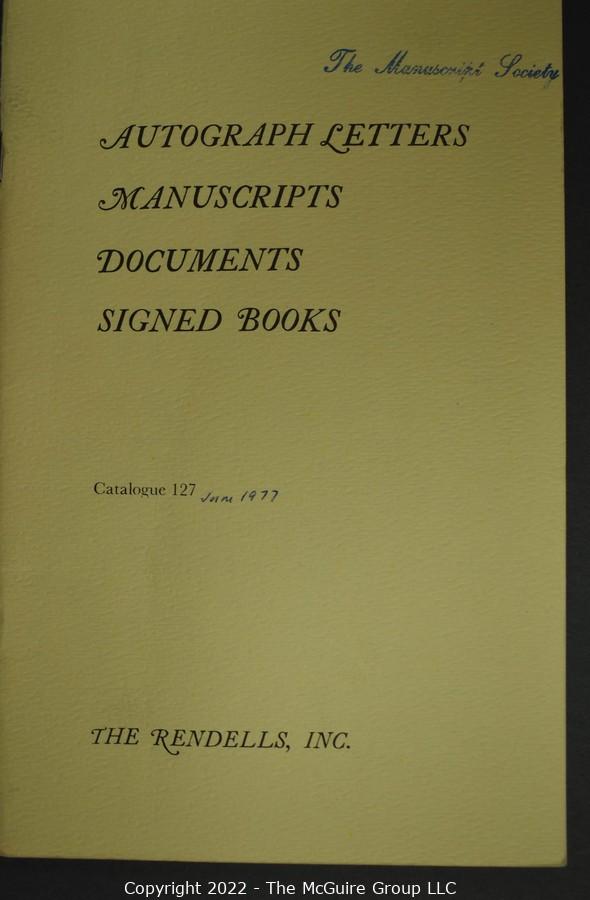 The Manuscript Society
AUTOGRAPH LETTERS
MANUSCRIPTS
DOCUMENTS
SIGNED BOOKS
Catalogue 127 June 1977
THE RENDELLS, INC.
Copyright 2022 - The McGuire Group LLC